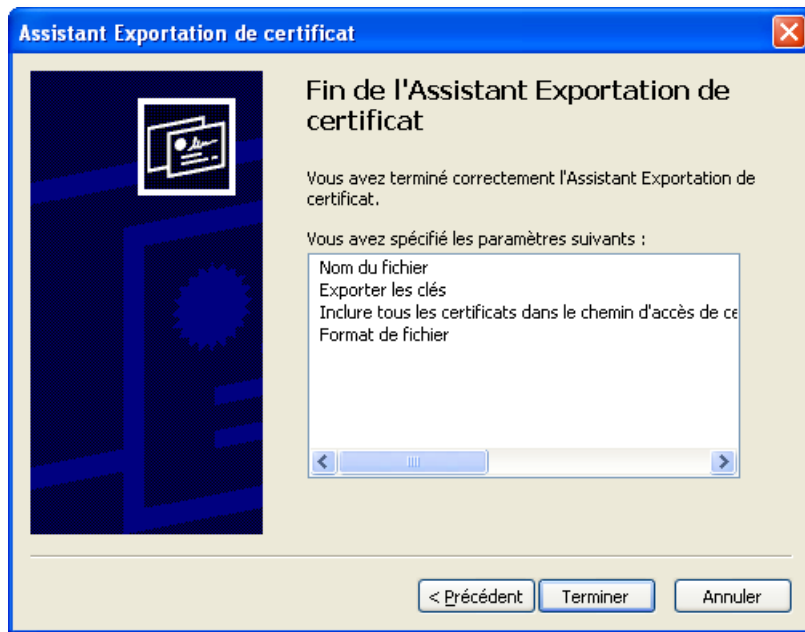 Assistant Exportation de certificat
Fin de l'Assistant Exportation de
certificat
Vous avez terminé correctement l'Assistant Exportation de
certificat.
Vous avez spécifié les paramètres suivants :
Nom du fichier
Exporter les clés
Inclure tous les certificats dans le chemin d'accès de ce
Format de fichier
< Précédent
Terminer
Annuler